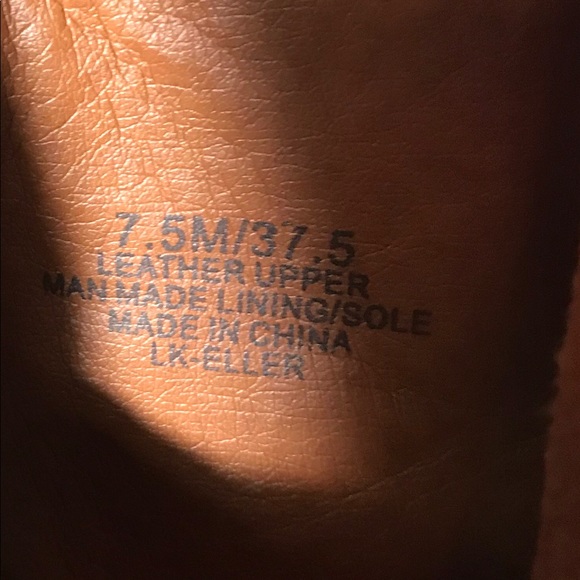 7.5M/37.5
LEATHER UPPER
MAN MADE LINING/SOLE
MADE IN CHINA
LK-ELLER